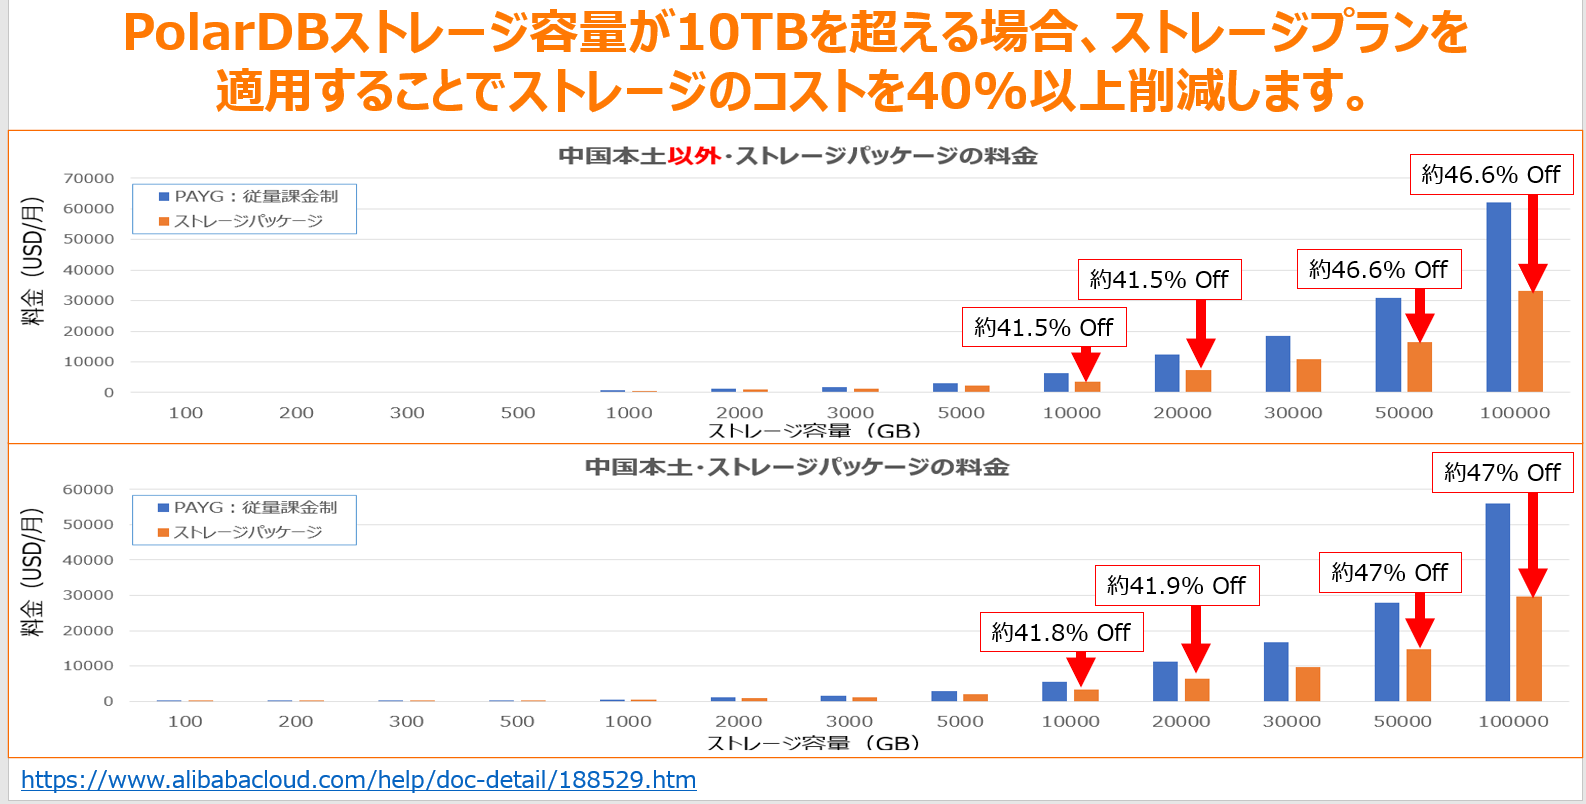 PolarDBストレージ容量が10TBを超える場合、ストレージプランを
適用することでストレージのコストを40%以上削減します。
中国本土以外・ストレージパッケージの料金
料金（USD/月）
70000
60000
50000
40000
30000
20000
10000
0
PAYG：従量課金制
ストレージパッケージ
約41.5% Off
約41.5% Off
約46.6% Off
約46.6% Off
100 200 300 500 1000 2000 3000 5000 10000 20000 30000 50000 100000
ストレージ容量（GB）
中国本土・ストレージパッケージの料金
料金（USD/月）
60000
50000
40000
30000
20000
10000
0
PAYG：従量課金制
ストレージパッケージ
約41.8% Off
約41.9% Off
約47% Off
約47% Off
100 200 300 500 1000 2000 3000 5000 10000 20000 30000 50000 100000
ストレージ容量（GB）
https://www.alibabacloud.com/help/doc-detail/188529.htm